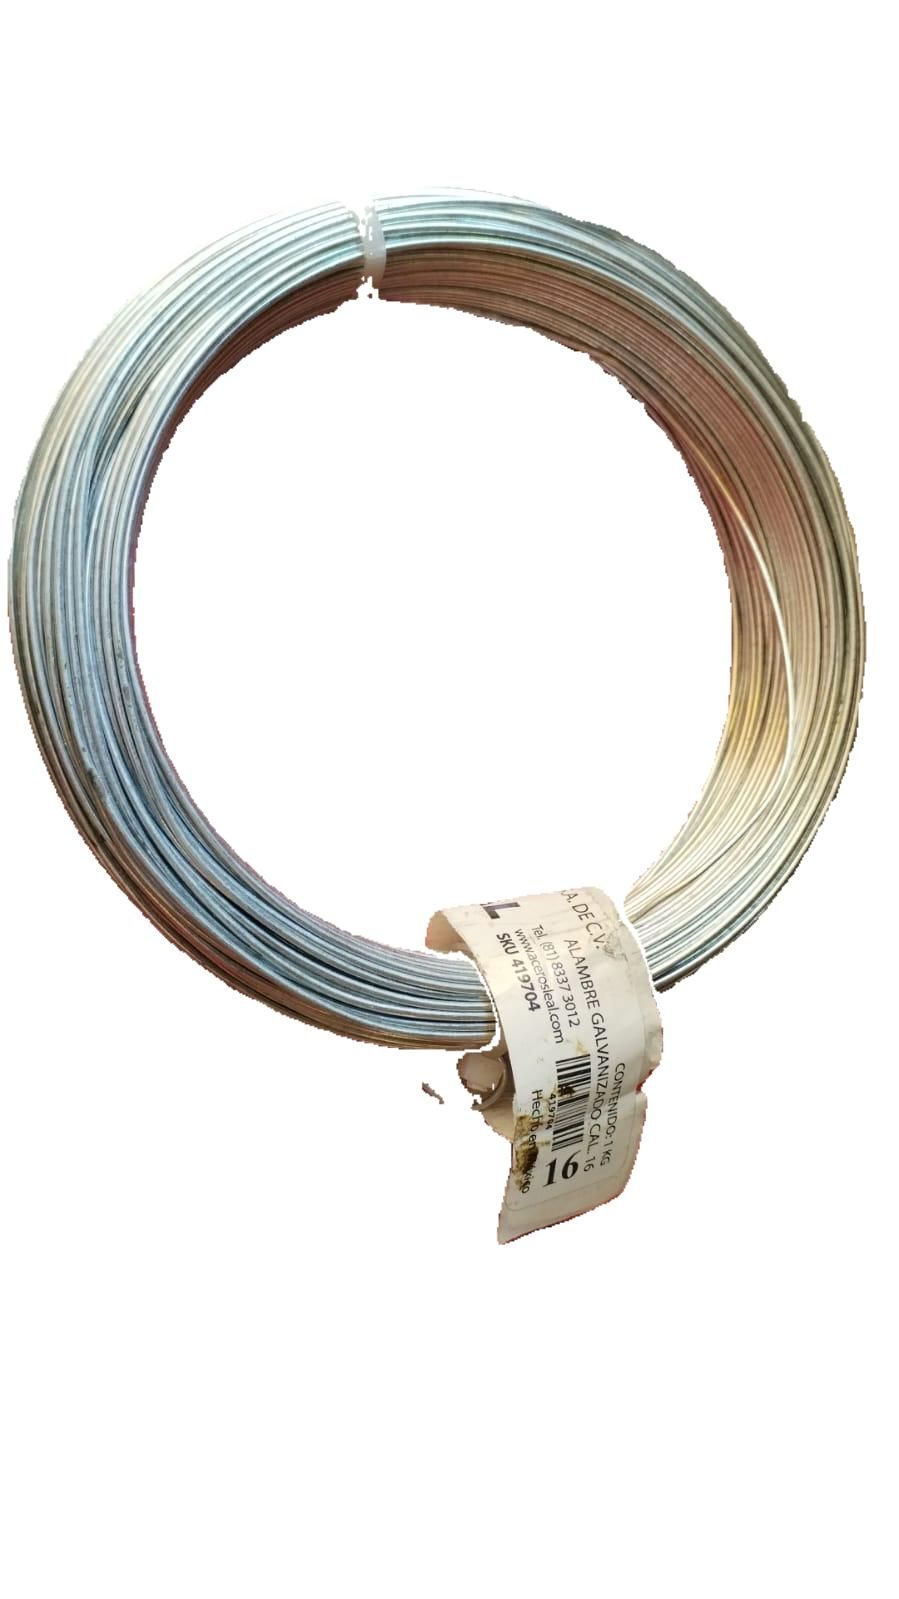 .A. DE C.V.
ALAMBRE GALVANIZADO CAL. 16
CONTENIDO: 1 KG
Tel. (81) 8337 3012
www.acerosleal.com
SKU 419704
419704
Hecho en
16